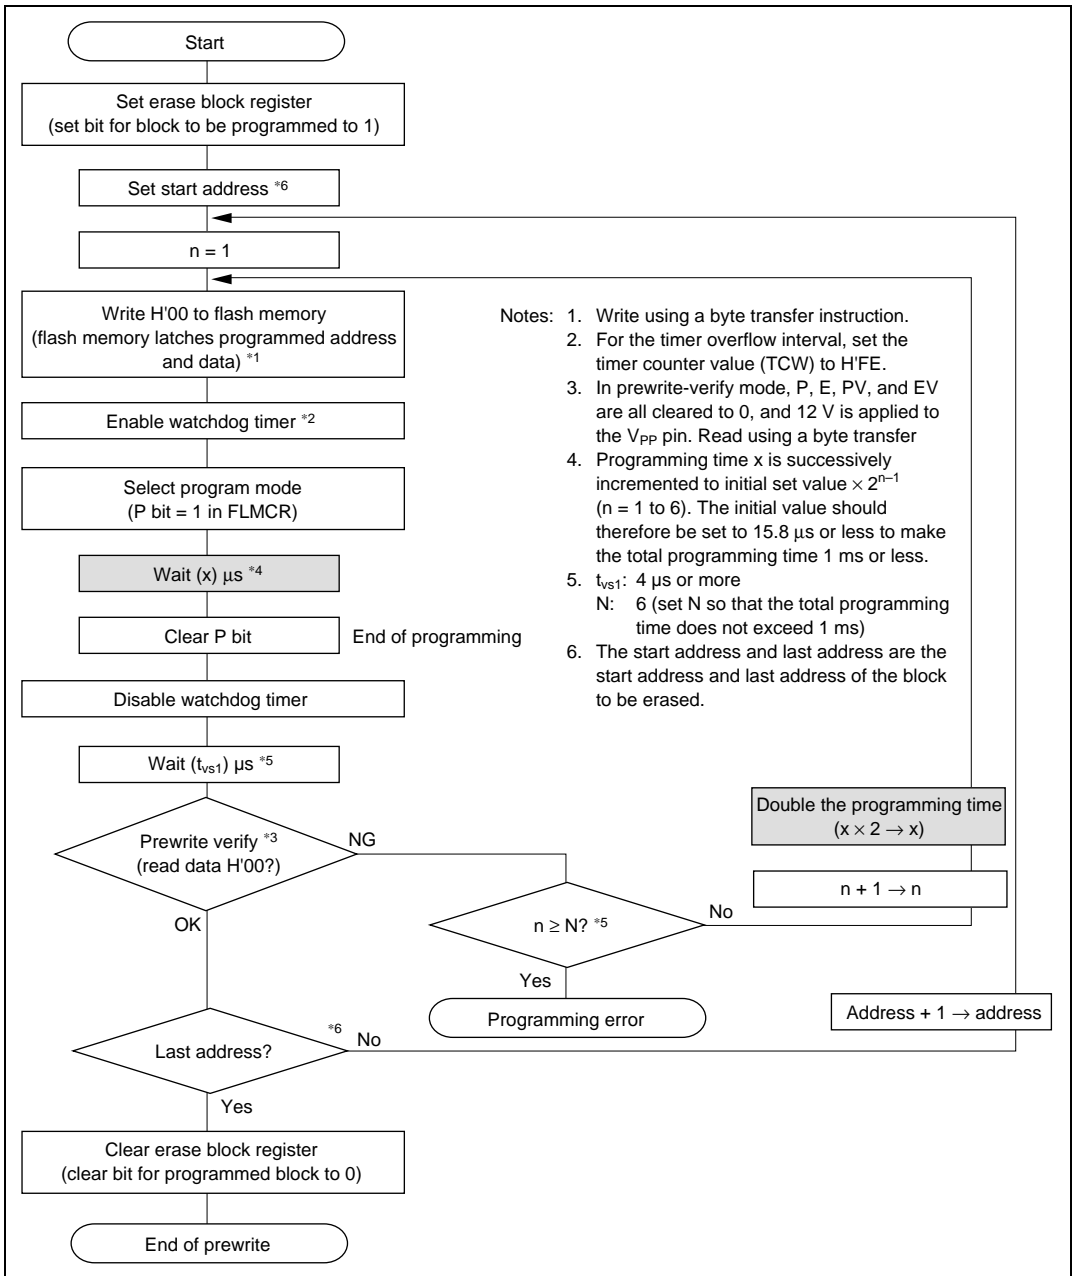 Start
Set erase block register
(set bit for block to be programmed to 1)
Set start address *6
n = 1
Write H'00 to flash memory
(flash memory latches programmed address
and data) *1
Enable watchdog timer *2
Select program mode
(P bit = 1 in FLMCR)
Wait (x) μs *4
Clear P bit
End of programming
Disable watchdog timer
Wait (tvs1) μs *5
Prewrite verify *3
(read data H'00?)
NG
OK
n ≥ N? *5
No
Yes
Programming error
Double the programming time
(x × 2 → x)
n + 1 → n
Address + 1 → address
*6
Last address?
No
Yes
Clear erase block register
(clear bit for programmed block to 0)
End of prewrite
Notes: 1. Write using a byte transfer instruction.
2. For the timer overflow interval, set the
timer counter value (TCW) to H'FE.
3. In prewrite-verify mode, P, E, PV, and EV
are all cleared to 0, and 12 V is applied to
the VPP pin. Read using a byte transfer
4. Programming time x is successively
incremented to initial set value × 2n–1
(n = 1 to 6). The initial value should
therefore be set to 15.8 μs or less to make
the total programming time 1 ms or less.
5. tvs1: 4 μs or more
N: 6 (set N so that the total programming
time does not exceed 1 ms)
6. The start address and last address are the
start address and last address of the block
to be erased.